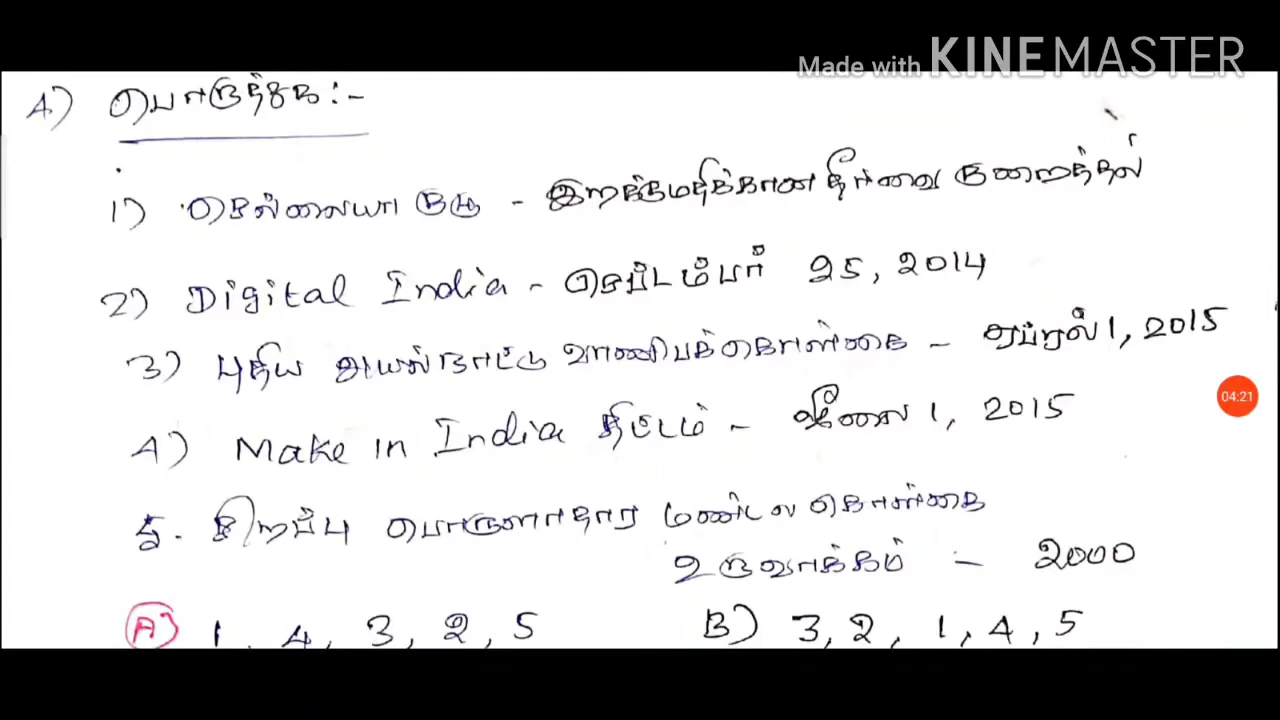 Made with KINEMASTER
4) பொருத்துக :-
1) செல்லையா குழு - இறக்குமதிக்கான தீர்வை குறைத்தல்
2) Digital India - செப்டம்பர் 25, 2014
3) புதிய அயல்நாட்டு வாணிபக்கொள்கை - ஏப்ரல் 1, 2015
4) Make in India திட்டம் - ஜீலை 1, 2015
5. சிறப்பு பொருளாதார மண்டல கொள்கை
உருவாக்கம் - 2000
A) 1, 4, 3, 2, 5 B) 3, 2, 1, 4, 5
04:21